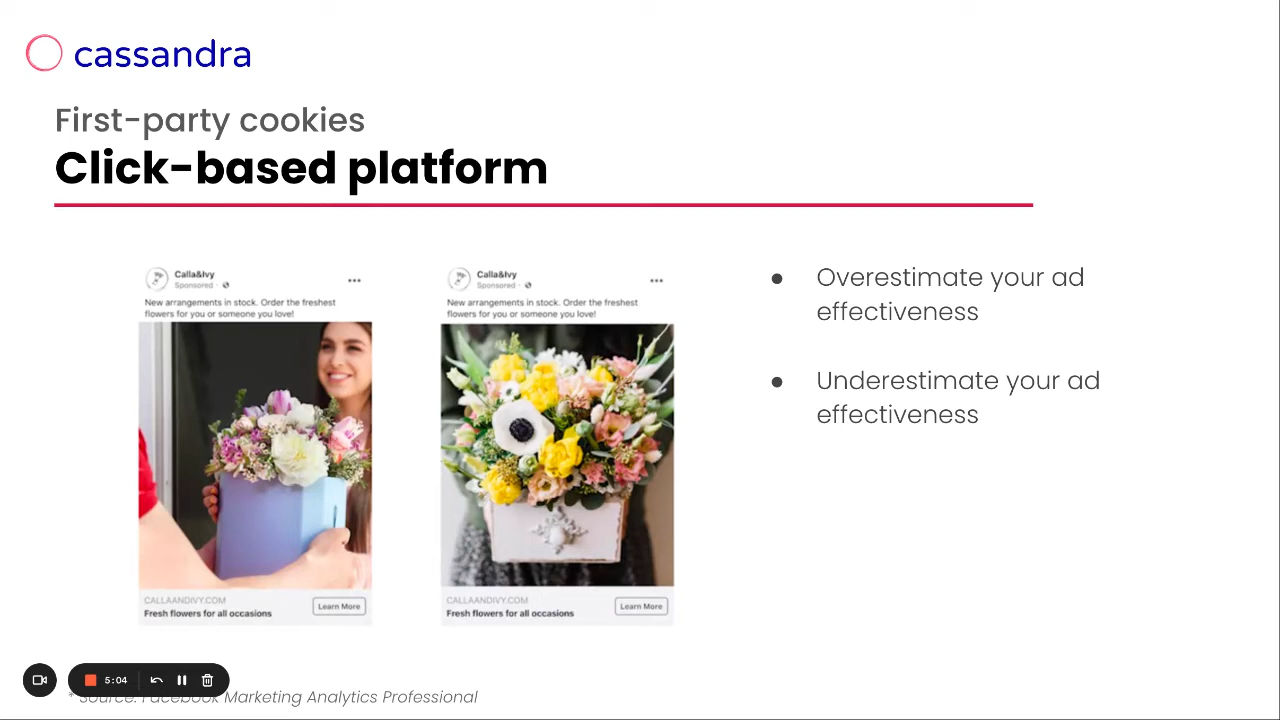 cassandra
First-party cookies
Click-based platform
Calla&Ivy
Sponsored ·
New arrangements in stock. Order the freshest
flowers for you or someone you love!
CALLAANDIVY.COM
Fresh flowers for all occasions
Learn More
Calla&Ivy
Sponsored ·
New arrangements in stock. Order the freshest
flowers for you or someone you love!
CALLAANDIVY.COM
Fresh flowers for all occasions
Learn More
● Overestimate your ad
effectiveness
● Underestimate your ad
effectiveness
5:04
* Source: Facebook Marketing Analytics Professional